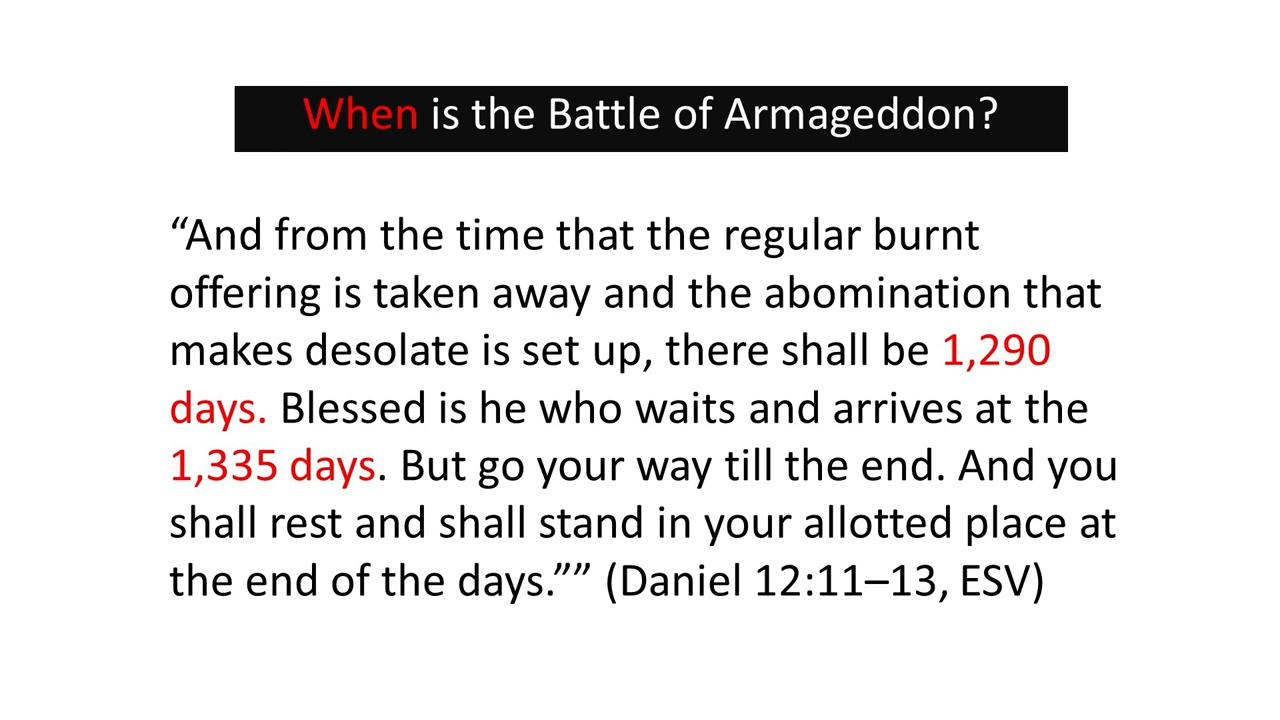 When is the Battle of Armageddon?
“And from the time that the regular burnt
offering is taken away and the abomination that
makes desolate is set up, there shall be 1,290
days. Blessed is he who waits and arrives at the
1,335 days. But go your way till the end. And you
shall rest and shall stand in your allotted place at
the end of the days.”” (Daniel 12:11–13, ESV)